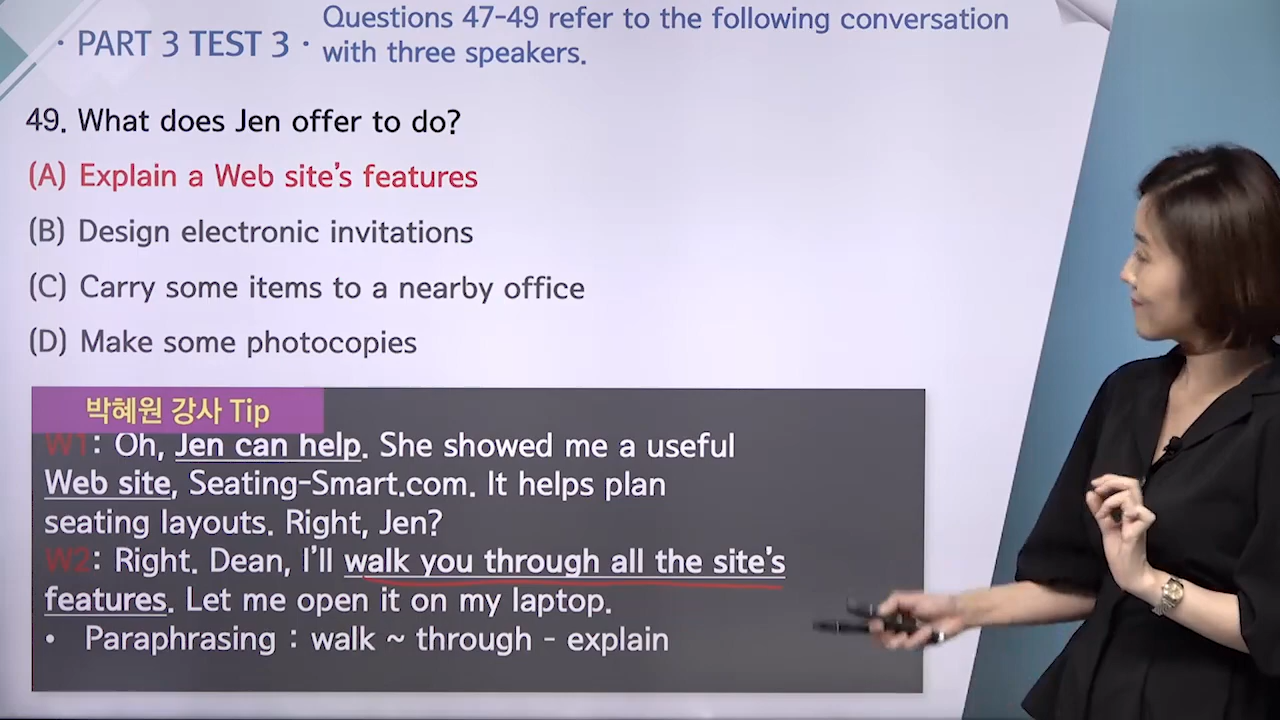 · PART 3 TEST 3 ·
Questions 47-49 refer to the following conversation
with three speakers.
49. What does Jen offer to do?
(A) Explain a Web site's features
(B) Design electronic invitations
(C) Carry some items to a nearby office
(D) Make some photocopies
박혜원 강사 Tip
W1: Oh, Jen can help. She showed me a useful
Web site, Seating-Smart.com. It helps plan
seating layouts. Right, Jen?
W2: Right. Dean, I'll walk you through all the site's
features. Let me open it on my laptop.
• Paraphrasing : walk ~ through - explain